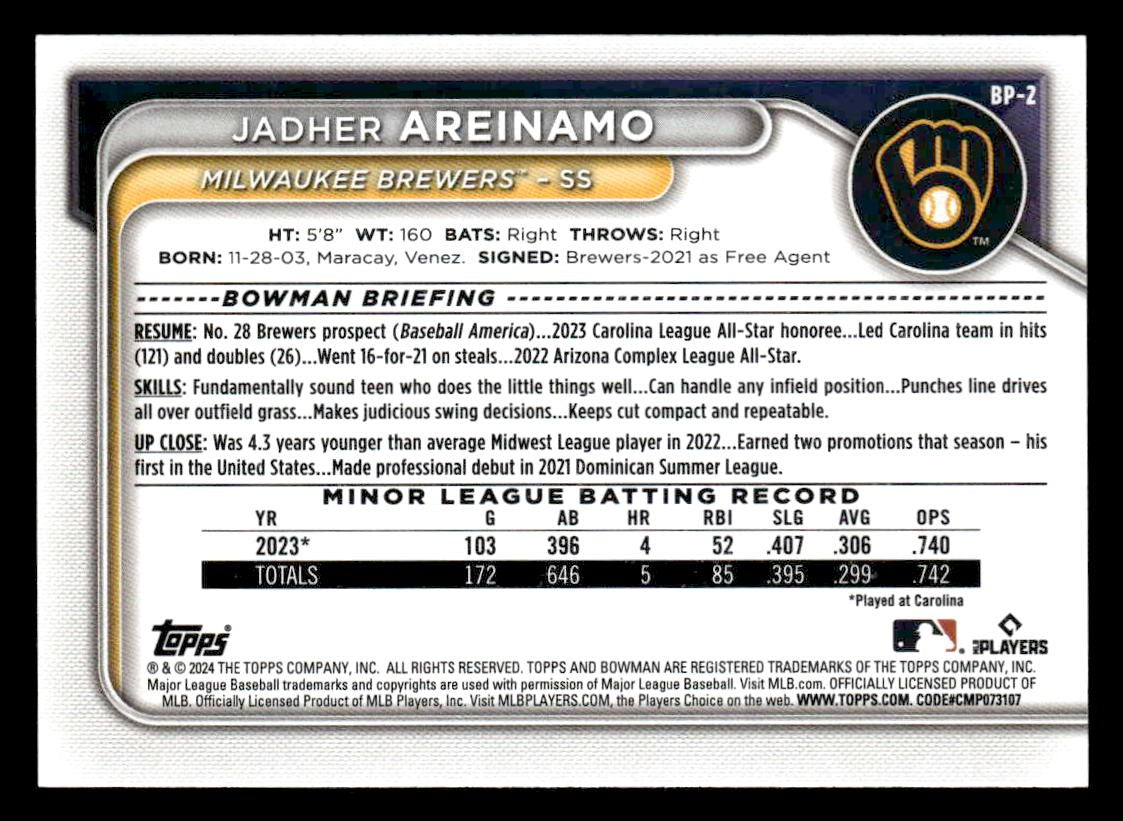 BP-2
JADHER AREINAMO
MILWAUKEE BREWERS™ – SS
TM
HT: 5'8" WT: 160 BATS: Right THROWS: Right
BORN: 11-28-03, Maracay, Venez. SIGNED: Brewers-2021 as Free Agent
BOWMAN BRIEFING
RESUME: No. 28 Brewers prospect (Baseball America)...2023 Carolina League All-Star honoree...Led Carolina team in hits
(121) and doubles (26)...Went 16-for-21 on steals...2022 Arizona Complex League All-Star.
SKILLS: Fundamentally sound teen who does the little things well...Can handle any infield position...Punches line drives
all over outfield grass...Makes judicious swing decisions...Keeps cut compact and repeatable.
UP CLOSE: Was 4.3 years younger than average Midwest League player in 2022...Earned two promotions that season – his
first in the United States...Made professional debut in 2021 Dominican Summer League.
MINOR LEAGUE BATTING RECORD
YR G AB HR RBI SLG AVG OPS
2023* 103 396 4 52 .407 .306 .740
TOTALS 172 646 5 85 .395 .299 .742
*Played at Carolina
Topps®
MLB PLAYERS
® & © 2024 THE TOPPS COMPANY, INC. ALL RIGHTS RESERVED. TOPPS AND BOWMAN ARE REGISTERED TRADEMARKS OF THE TOPPS COMPANY, INC.
Major League Baseball trademarks and copyrights are used with permission of Major League Baseball. Visit MLB.com. OFFICIALLY LICENSED PRODUCT OF
MLB. Officially Licensed Product of MLB Players, Inc. Visit MLBPLAYERS.COM, the Players Choice on the web. WWW.TOPPS.COM. CODE#CMP073107